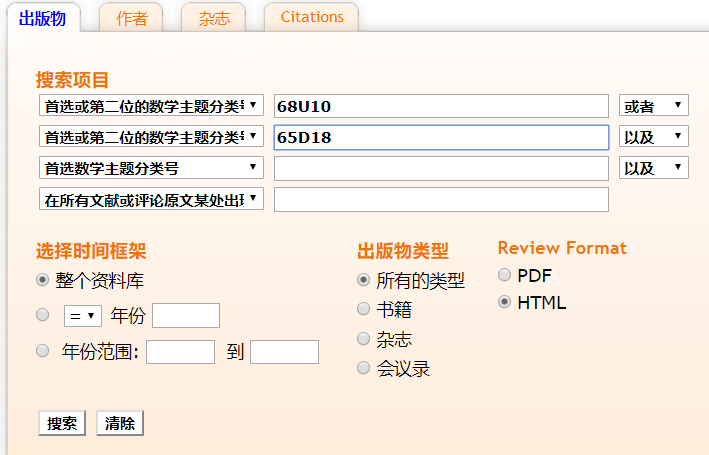 出版物 作者 杂志 Citations
搜索项目
首选或第二位的数学主题分类号 68U10 或者
首选或第二位的数学主题分类号 65D18 以及
首选数学主题分类号 以及
在所有文献或评论原文某处出现
选择时间框架 出版物类型 Review Format
整个资料库 所有的类型 PDF
= 年份 书籍 HTML
年份范围: 到 杂志
会议录
搜索 清除